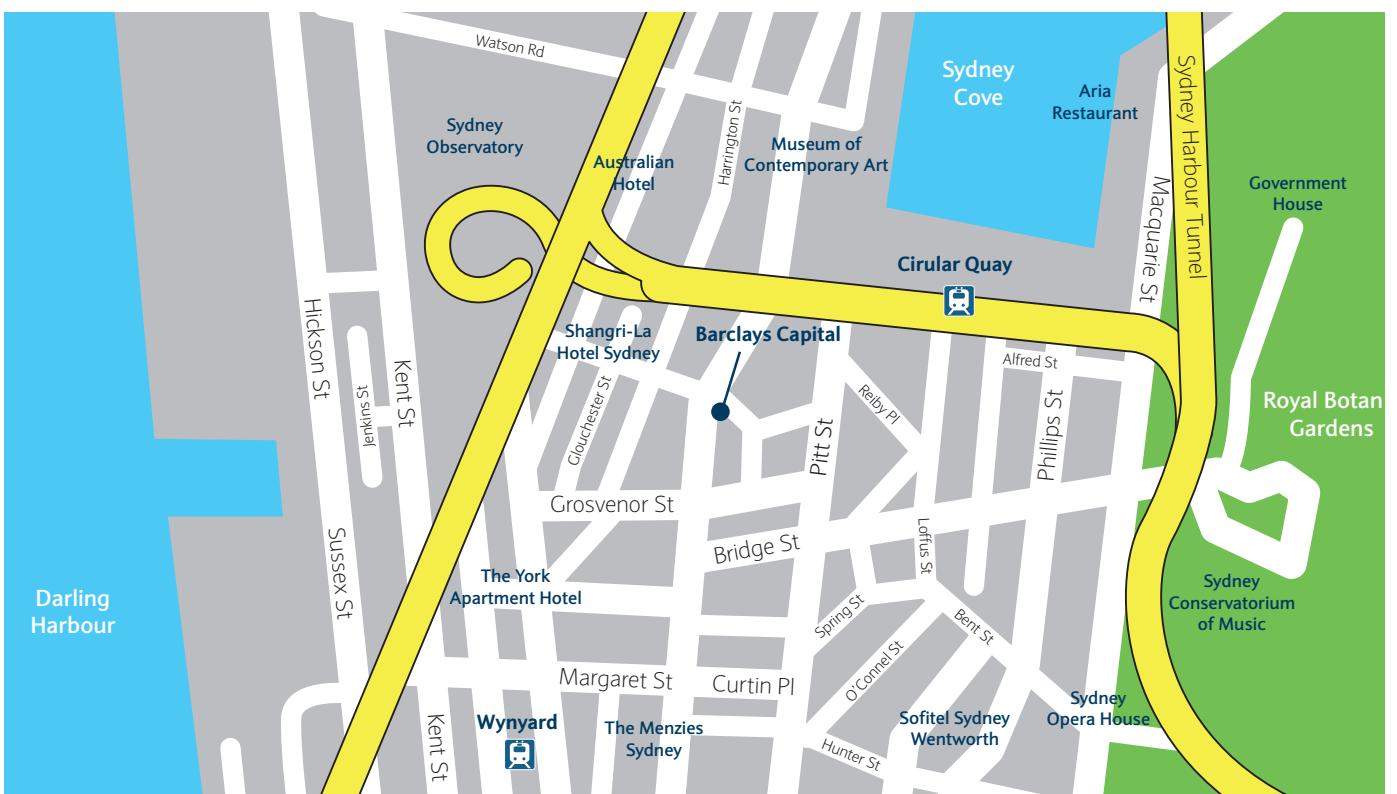 Watson Rd
Sydney
Cove
Sydney Harbour Tunnel
Aria
Restaurant
Sydney
Observatory
Harrington St
Museum of
Contemporary Art
Australian
Hotel
Macquarie St
Government
House
Cirular Quay
Hickson St
Shangri-La
Hotel Sydney
Barclays Capital
Alfred St
Kent St
Jenkins St
Glouchester St
Reiby Pl
Pitt St
Phillips St
Royal Botan
Gardens
Grosvenor St
Bridge St
Loffus St
Sussex St
The York
Apartment Hotel
Darling
Harbour
Spring St
Bent St
Sydney
Conservatorium
of Music
Margaret St
Curtin Pl
O'Connel St
Kent St
Wynyard
The Menzies
Sydney
Hunter St
Sofitel Sydney
Wentworth
Sydney
Opera House